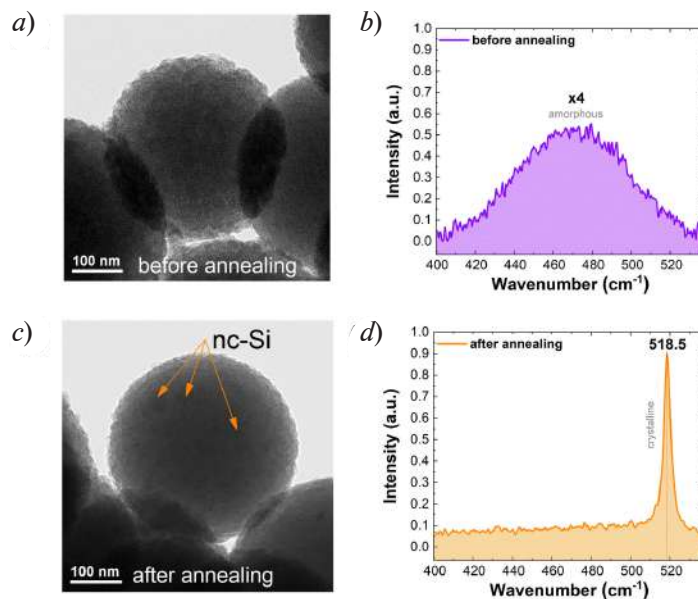 a)
100 nm
before annealing
b)
before annealing
x4
amorphous
Intensity (a.u.)
1.0
0.9
0.8
0.7
0.6
0.5
0.4
0.3
0.2
0.1
0.0
400 420 440 460 480 500 520
Wavenumber (cm⁻¹)
c)
nc-Si
100 nm
after annealing
d)
after annealing
518.5
crystalline
Intensity (a.u.)
1.0
0.9
0.8
0.7
0.6
0.5
0.4
0.3
0.2
0.1
0.0
400 420 440 460 480 500 520
Wavenumber (cm⁻¹)